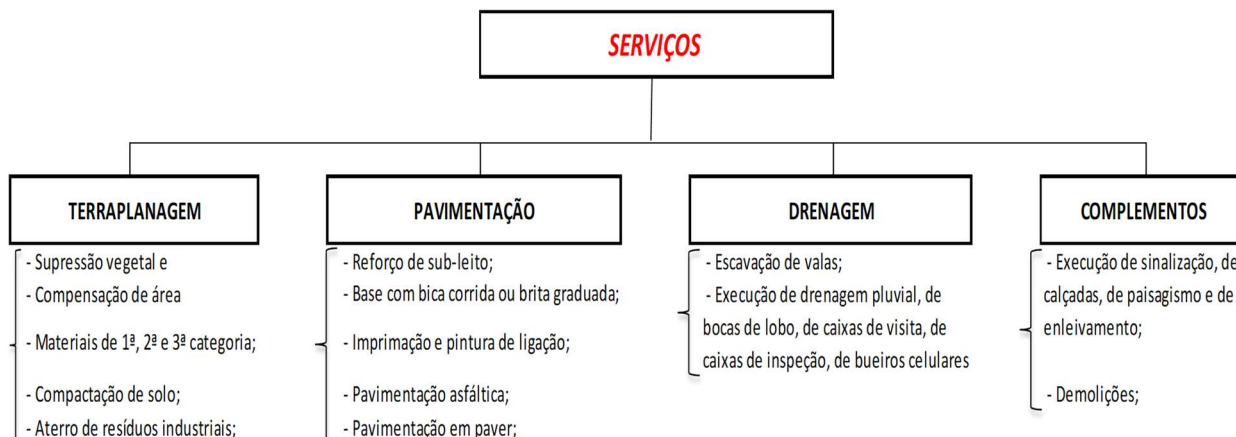 SERVIÇOS
TERRAPLANAGEM
- Supressão vegetal e
- Compensação de área
- Materiais de 1ª, 2ª e 3ª categoria;
- Compactação de solo;
- Aterro de resíduos industriais;
PAVIMENTAÇÃO
- Reforço de sub-leito;
- Base com bica corrida ou brita graduada;
- Imprimação e pintura de ligação;
- Pavimentação asfáltica;
- Pavimentação em paver;
DRENAGEM
- Escavação de valas;
- Execução de drenagem pluvial, de
bocas de lobo, de caixas de visita, de
caixas de inspeção, de bueiros celulares
COMPLEMENTOS
- Execução de sinalização, de
calçadas, de paisagismo e de
enleivamento;
- Demolições;